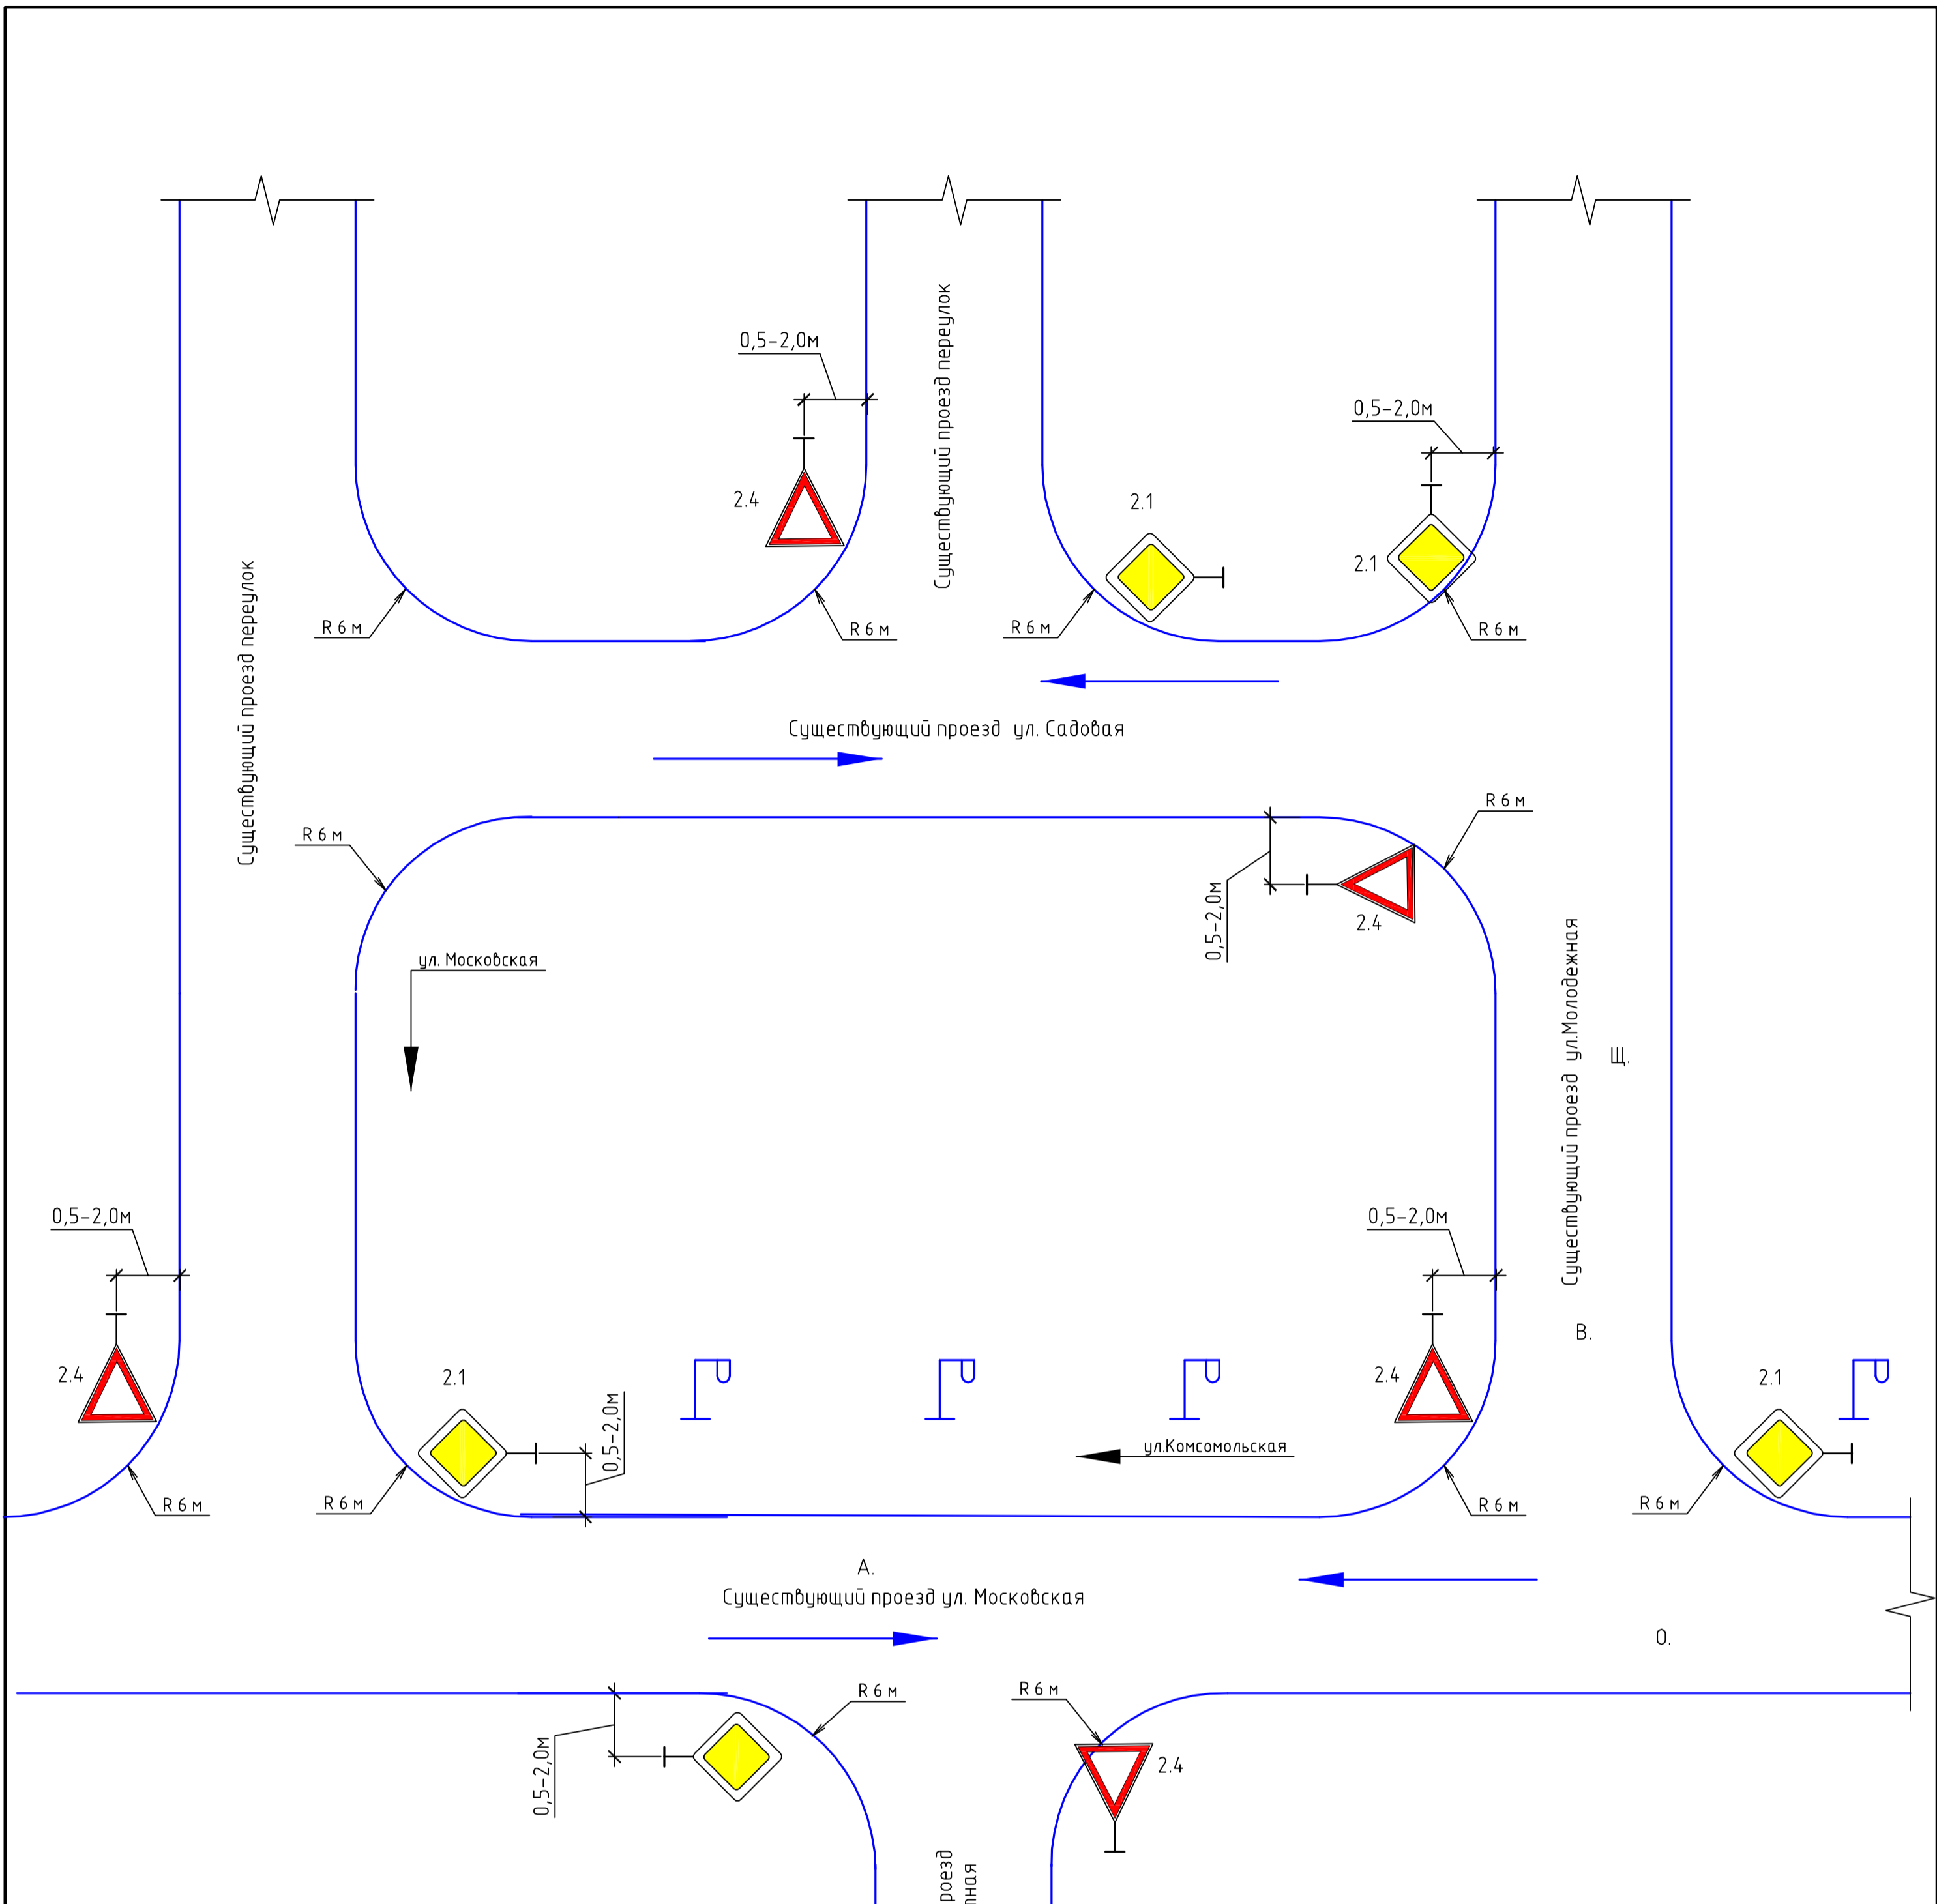 Существующий проезд переулок
0,5-2,0м
0,5-2,0м
2.4
2.1
2.1
Существующий проезд переулок
R 6 м
R 6 м
R 6 м
R 6 м
Существующий проезд ул. Садовая
R 6 м
R 6 м
0,5-2,0м
2.4
ул. Московская
Существующий проезд ул.Молодежная
Щ.
0,5-2,0м
0,5-2,0м
В.
2.4
2.1
0,5-2,0м
2.4
2.1
ул.Комсомольская
R 6 м
R 6 м
R 6 м
R 6 м
А.
Существующий проезд ул. Московская
О.
R 6 м
R 6 м
0,5-2,0м
2.4